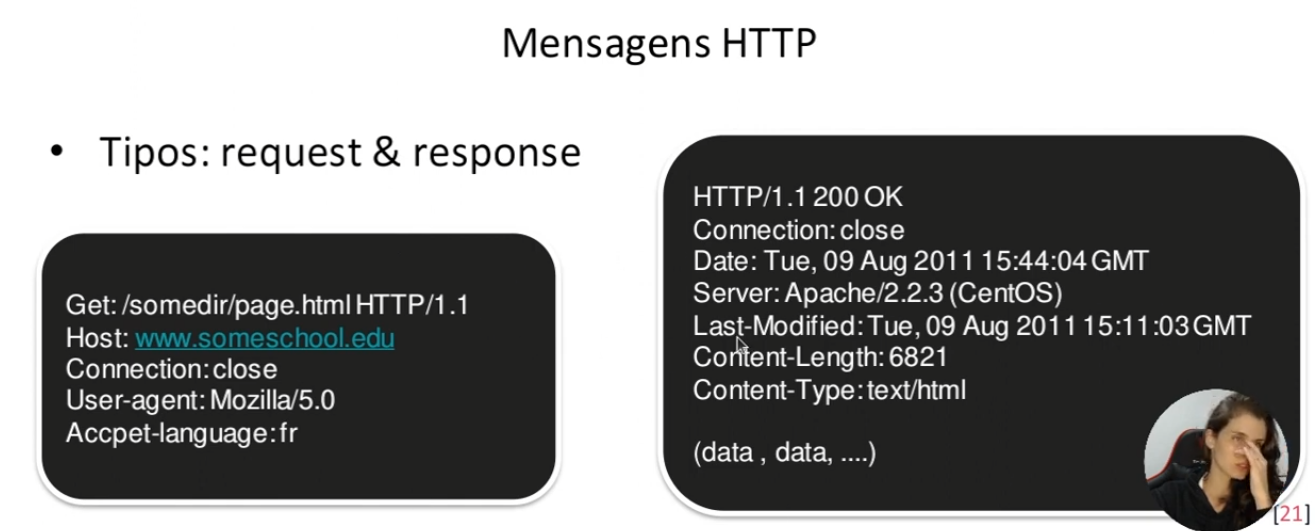 Mensagens HTTP
• Tipos: request & response
Get: /somedir/page.html HTTP/1.1
Host: www.someschool.edu
Connection: close
User-agent: Mozilla/5.0
Accpet-language: fr
HTTP/1.1 200 OK
Connection: close
Date: Tue, 09 Aug 2011 15:44:04 GMT
Server: Apache/2.2.3 (CentOS)
Last-Modified: Tue, 09 Aug 2011 15:11:03 GMT
Content-Length: 6821
Content-Type: text/html
(data , data, ....)
[21]